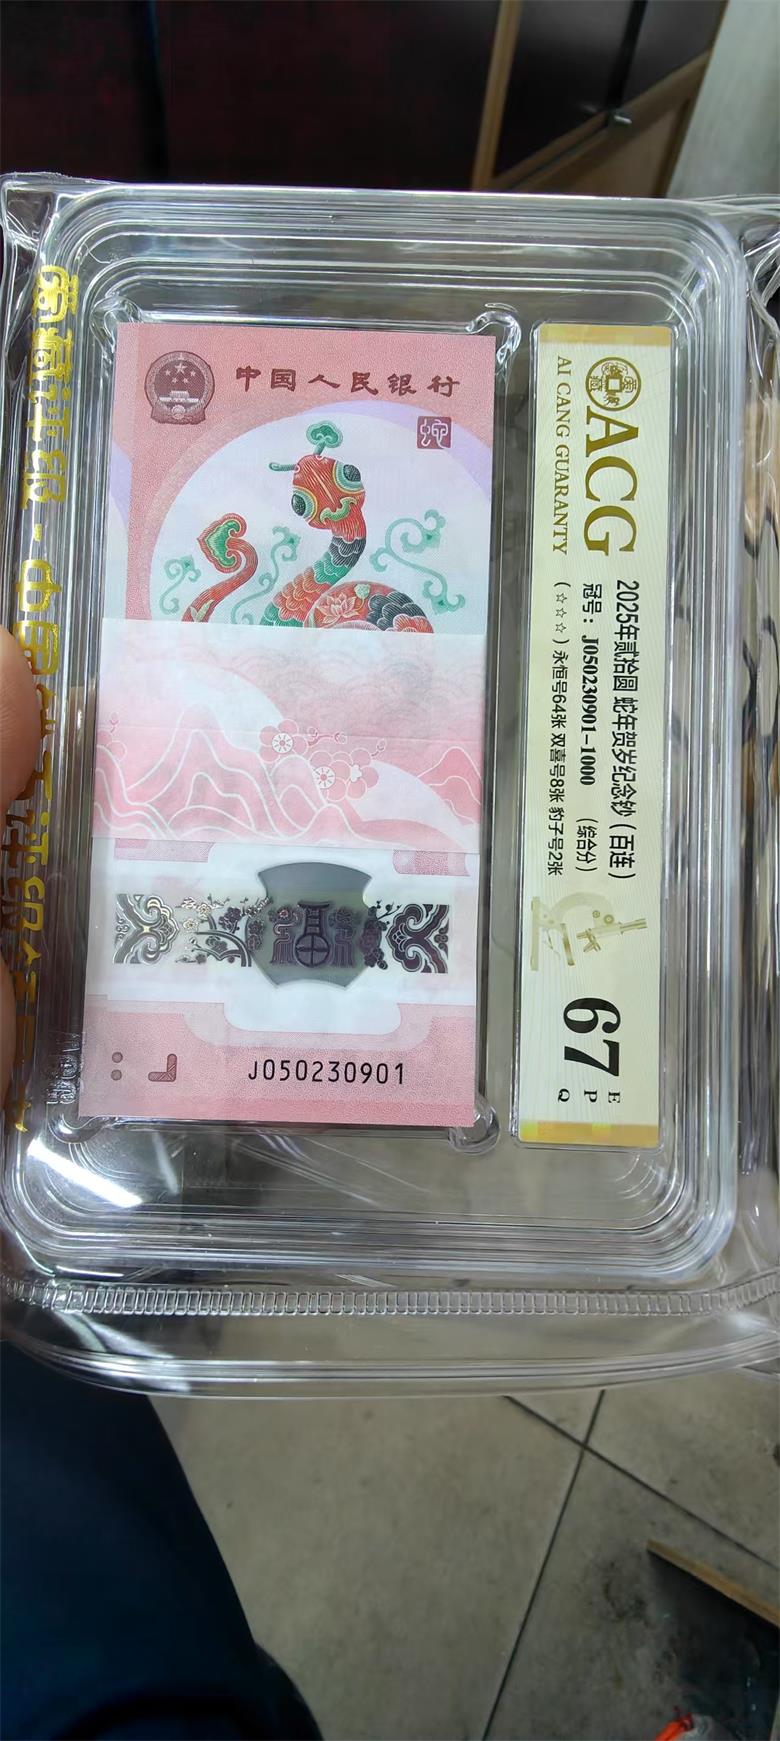 中国人民银行
蛇
J050230901
ACG
AI CANG GUARANTY
2025年贰拾圆 蛇年贺岁纪念钞（百连）
冠号：J050230901-1000 （综合分）
（☆☆☆）永恒号64张 双喜号8张 豹子号2张
67
E
P
Q